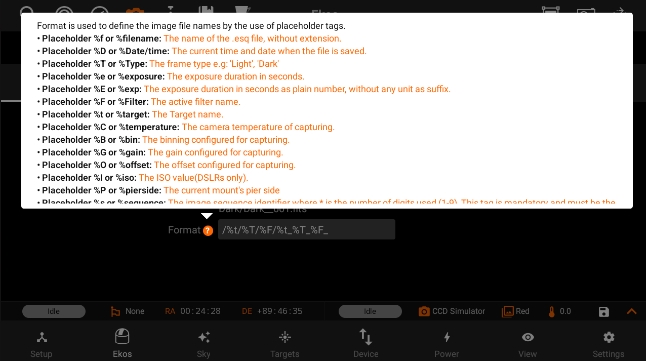 Ekos
Format is used to define the image file names by the use of placeholder tags.
• Placeholder %f or %filename: The name of the .esq file, without extension.
• Placeholder %D or %Date/time: The current time and date when the file is saved.
• Placeholder %T or %Type: The frame type e.g: 'Light', 'Dark'
• Placeholder %e or %exposure: The exposure duration in seconds.
• Placeholder %E or %exp: The exposure duration in seconds as plain number, without any unit as suffix.
• Placeholder %F or %Filter: The active filter name.
• Placeholder %t or %target: The Target name.
• Placeholder %C or %temperature: The camera temperature of capturing.
• Placeholder %B or %bin: The binning configured for capturing.
• Placeholder %G or %gain: The gain configured for capturing.
• Placeholder %O or %offset: The offset configured for capturing.
• Placeholder %I or %iso: The ISO value(DSLRs only).
• Placeholder %P or %pierside: The current mount's pier side
• Placeholder %s or %sequence: The image sequence identifier where * is the number of digits used (1-9). This tag is mandatory and must be the
Dark/Dark__001.fits
Format ? /%t/%T/%F/%t_%T_%F_
Idle None RA 00:24:28 DE +89:46:35 Idle CCD Simulator Red 0.0
Setup Ekos Sky Targets Device Power View Settings